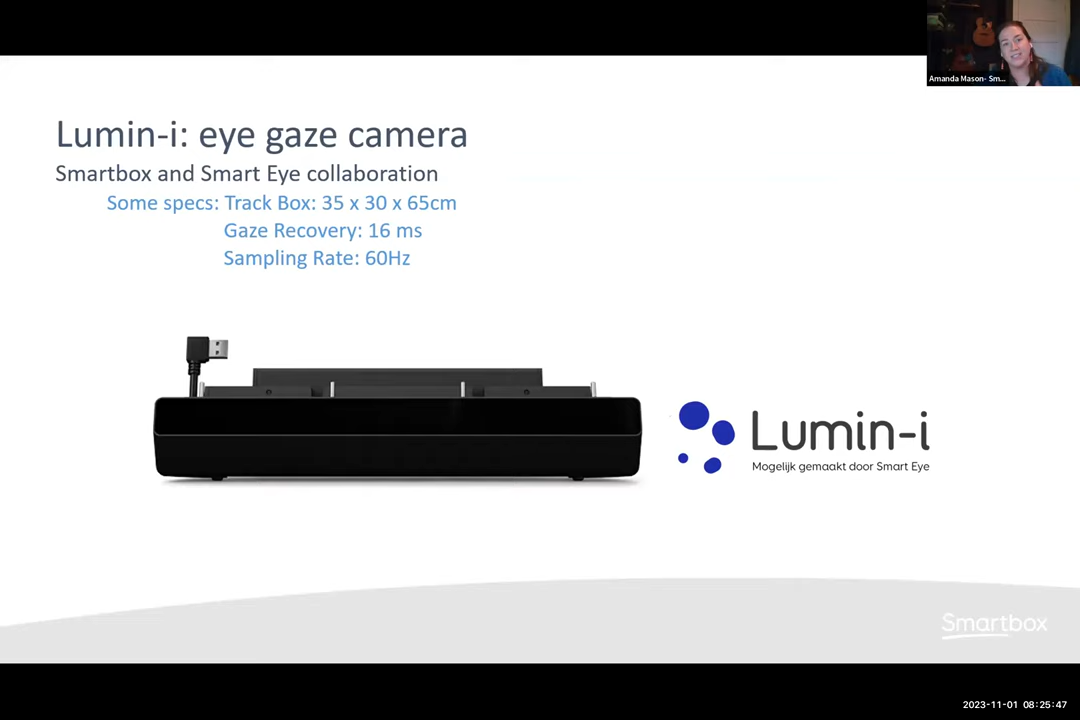 Amanda Mason- Sm...
Lumin-i: eye gaze camera
Smartbox and Smart Eye collaboration
Some specs: Track Box: 35 x 30 x 65cm
Gaze Recovery: 16 ms
Sampling Rate: 60Hz
Lumin-i
Mogelijk gemaakt door Smart Eye
Smartbox
2023-11-01 08:25:47